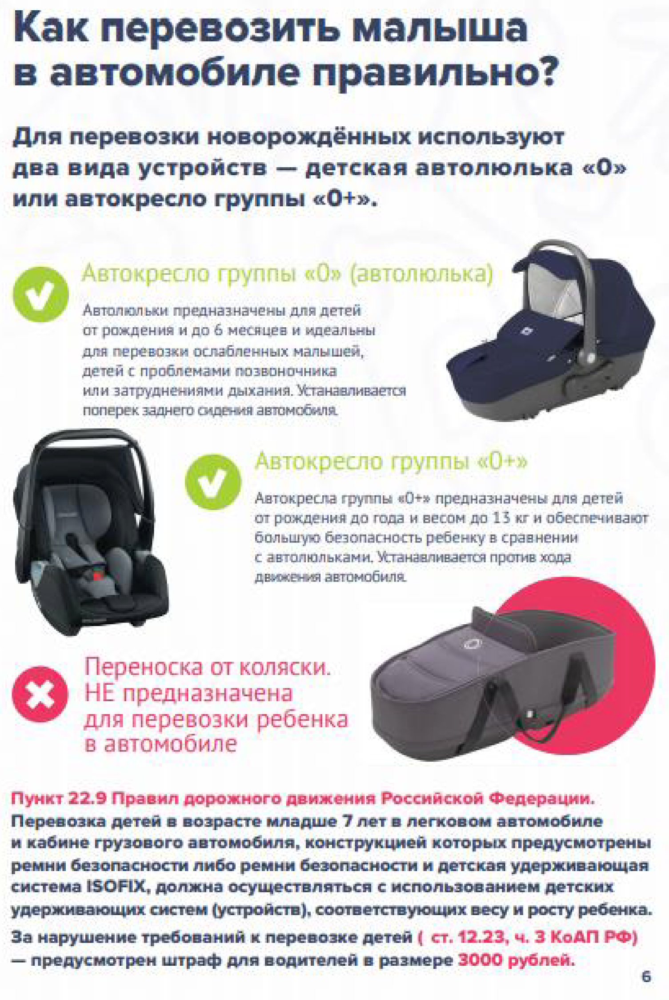 Как перевозить малыша
в автомобиле правильно?
Для перевозки новорождённых используют
два вида устройств — детская автолюлька «0»
или автокресло группы «0+».
Автокресло группы «0» (автолюлька)
Автолюльки предназначены для детей
от рождения и до 6 месяцев и идеальны
для перевозки ослабленных малышей,
детей с проблемами позвоночника
или затруднениями дыхания. Устанавливается
поперек заднего сидения автомобиля.
Автокресло группы «0+»
Автокресла группы «0+» предназначены для детей
от рождения до года и весом до 13 кг и обеспечивают
большую безопасность ребенку в сравнении
с автолюльками. Устанавливается против хода
движения автомобиля.
Переноска от коляски.
НЕ предназначена
для перевозки ребенка
в автомобиле
Пункт 22.9 Правил дорожного движения Российской Федерации.
Перевозка детей в возрасте младше 7 лет в легковом автомобиле
и кабине грузового автомобиля, конструкцией которых предусмотрены
ремни безопасности либо ремни безопасности и детская удерживающая
система ISOFIX, должна осуществляться с использованием детских
удерживающих систем (устройств), соответствующих весу и росту ребенка.
За нарушение требований к перевозке детей ( ст. 12.23, ч. 3 КоАП РФ)
— предусмотрен штраф для водителей в размере 3000 рублей.
6